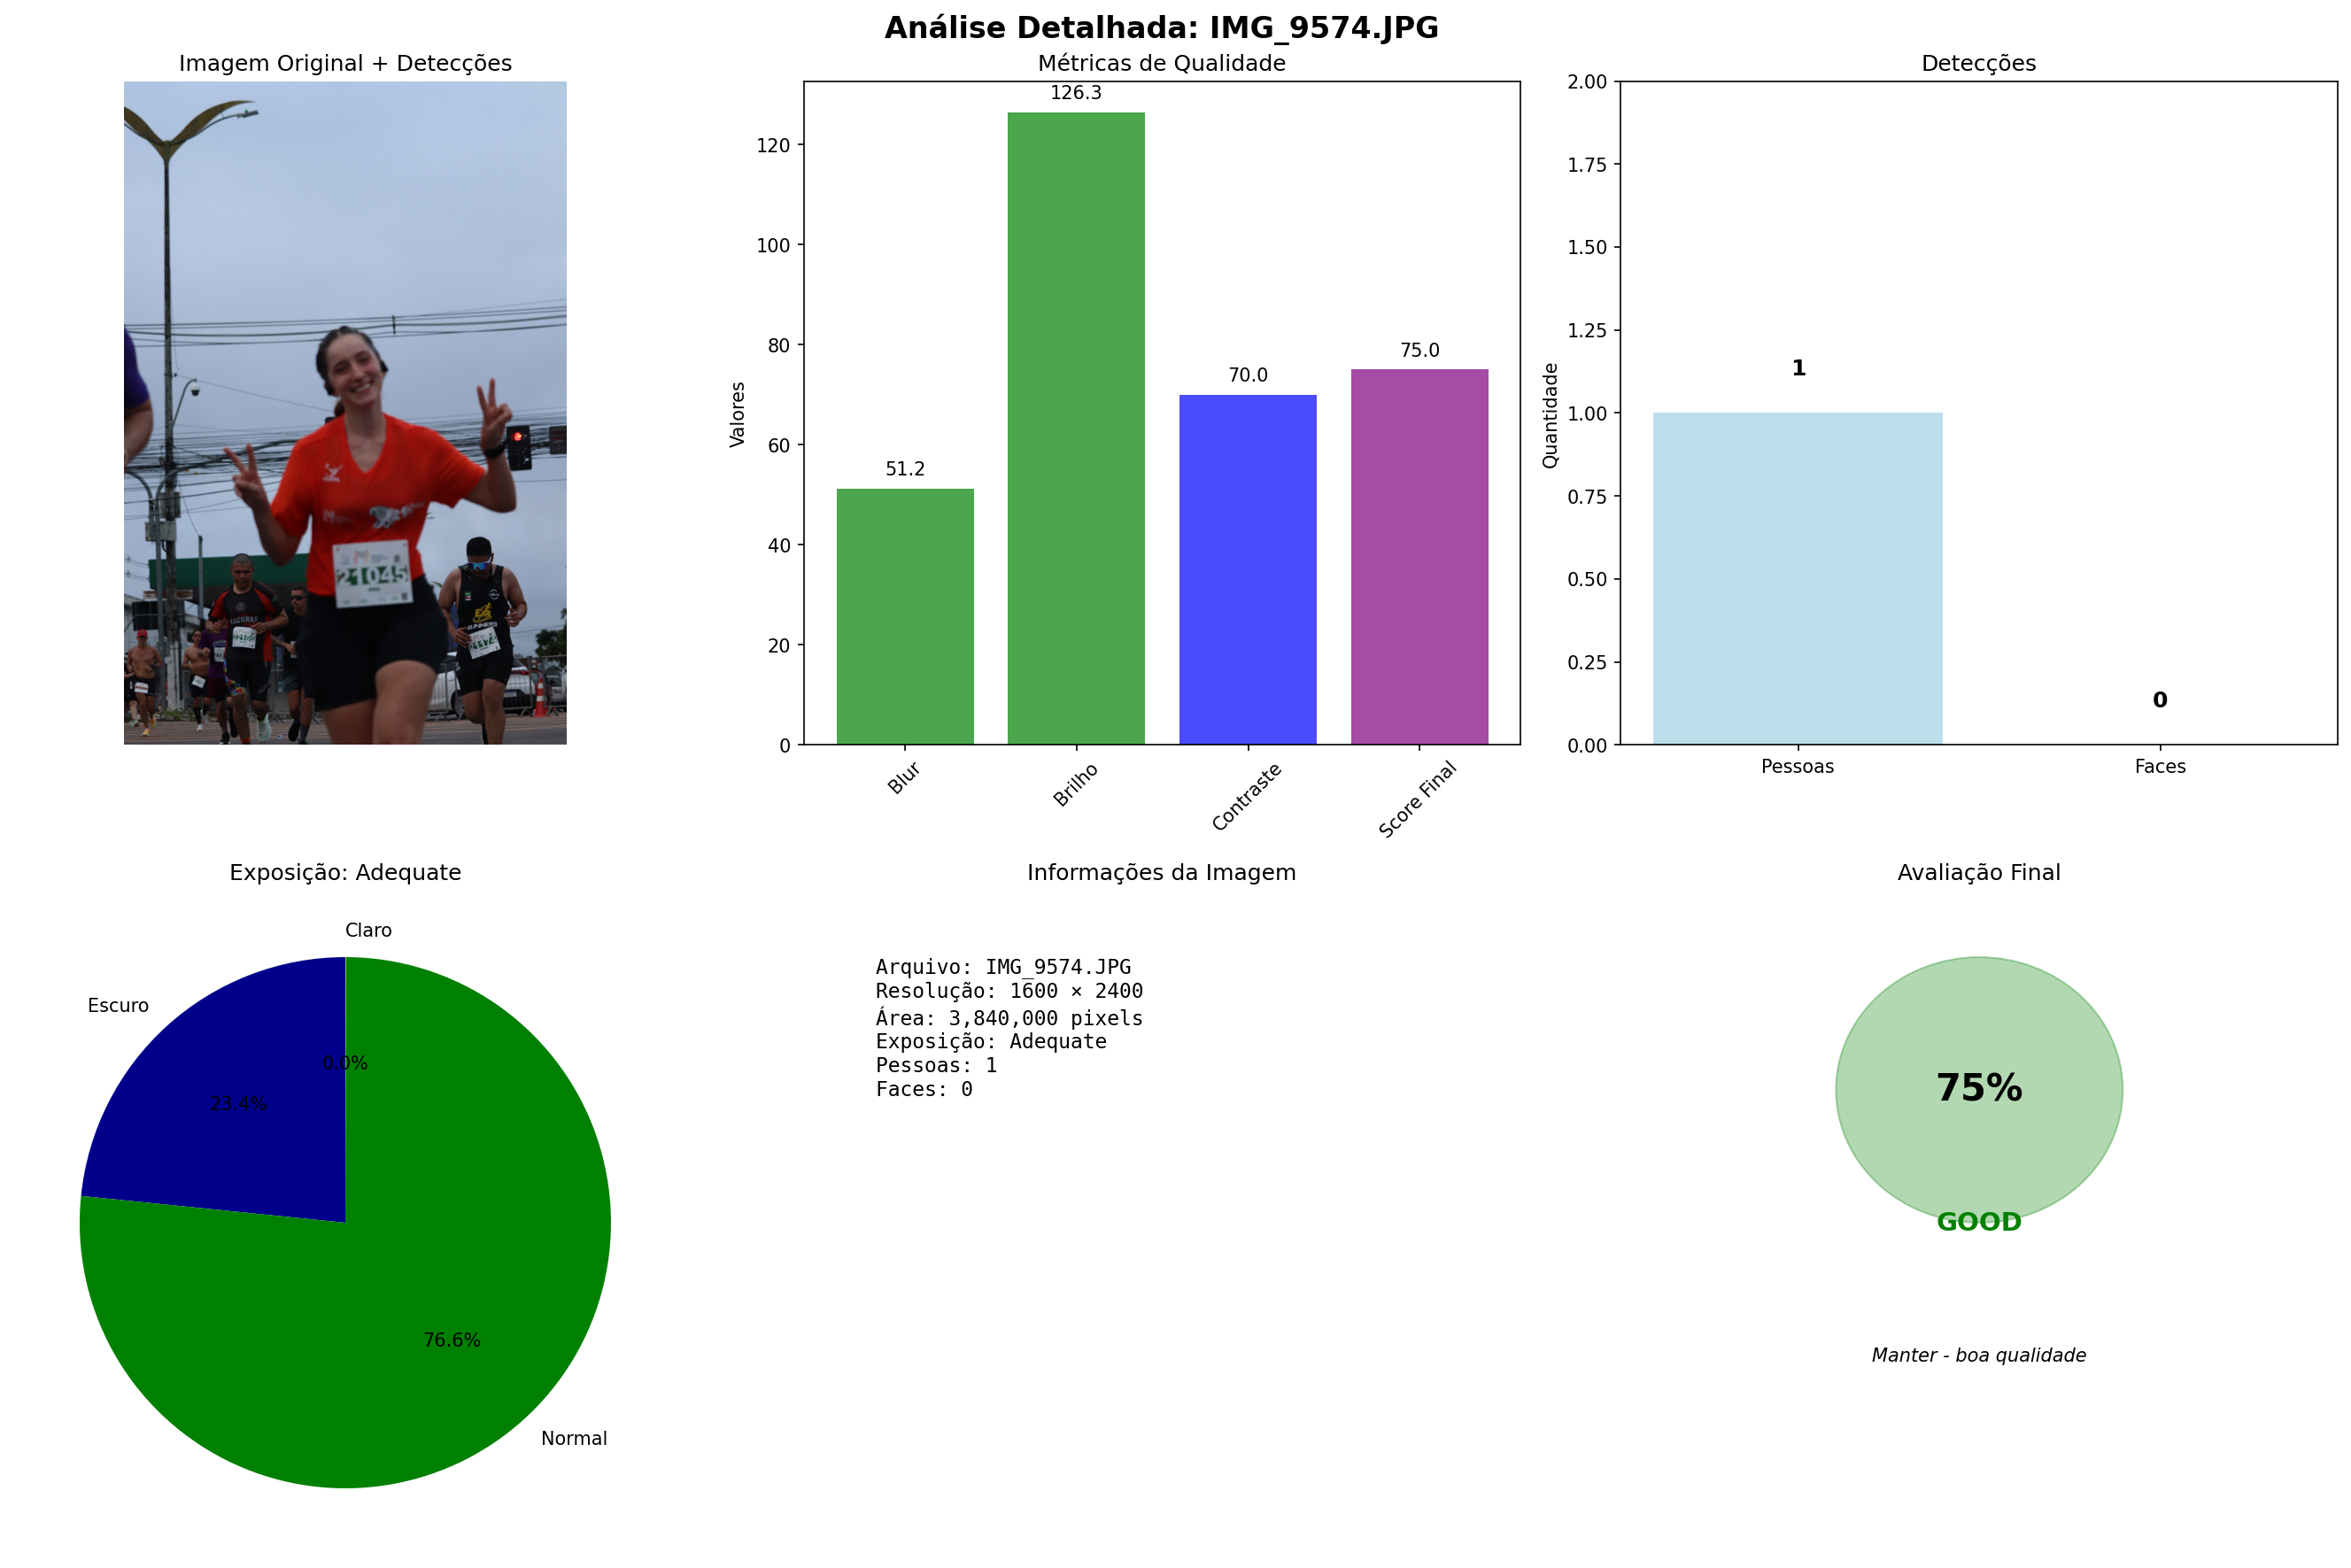 Análise Detalhada: IMG_9574.JPG
Imagem Original + Detecções
21045
RUNNERS
Métricas de Qualidade
Valores
0
20
40
60
80
100
120
51.2
126.3
70.0
75.0
Blur
Brilho
Contraste
Score Final
Detecções
Quantidade
0.00
0.25
0.50
0.75
1.00
1.25
1.50
1.75
2.00
1
0
Pessoas
Faces
Exposição: Adequate
Claro
Escuro
0.0%
23.4%
76.6%
Normal
Informações da Imagem
Arquivo: IMG_9574.JPG
Resolução: 1600 × 2400
Área: 3,840,000 pixels
Exposição: Adequate
Pessoas: 1
Faces: 0
Avaliação Final
75%
GOOD
Manter - boa qualidade